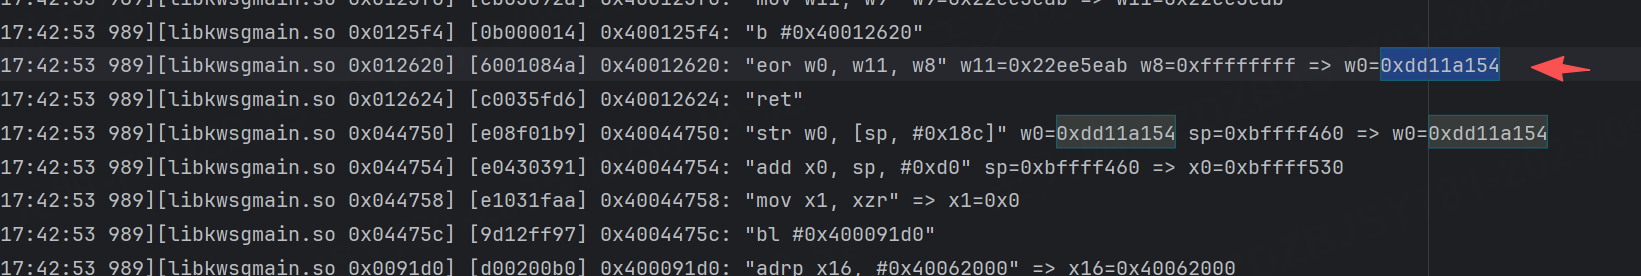 17:42:53 989][libkwsgmain.so 0x0125f4] [0b000014] 0x400125f4: "b #0x40012620"
17:42:53 989][libkwsgmain.so 0x012620] [6001084a] 0x40012620: "eor w0, w11, w8" w11=0x22ee5eab w8=0xffffffff => w0=0xdd11a154
17:42:53 989][libkwsgmain.so 0x012624] [c0035fd6] 0x40012624: "ret"
17:42:53 989][libkwsgmain.so 0x044750] [e08f01b9] 0x40044750: "str w0, [sp, #0x18c]" w0=0xdd11a154 sp=0xbffff460 => w0=0xdd11a154
17:42:53 989][libkwsgmain.so 0x044754] [e0430391] 0x40044754: "add x0, sp, #0xd0" sp=0xbffff460 => x0=0xbffff530
17:42:53 989][libkwsgmain.so 0x044758] [e1031faa] 0x40044758: "mov x1, xzr" => x1=0x0
17:42:53 989][libkwsgmain.so 0x04475c] [9d12ff97] 0x4004475c: "bl #0x400091d0"
17:42:53 989][libkwsgmain.so 0x0091d0] [d00200b0] 0x400091d0: "adrp x16, #0x40062000" => x16=0x40062000